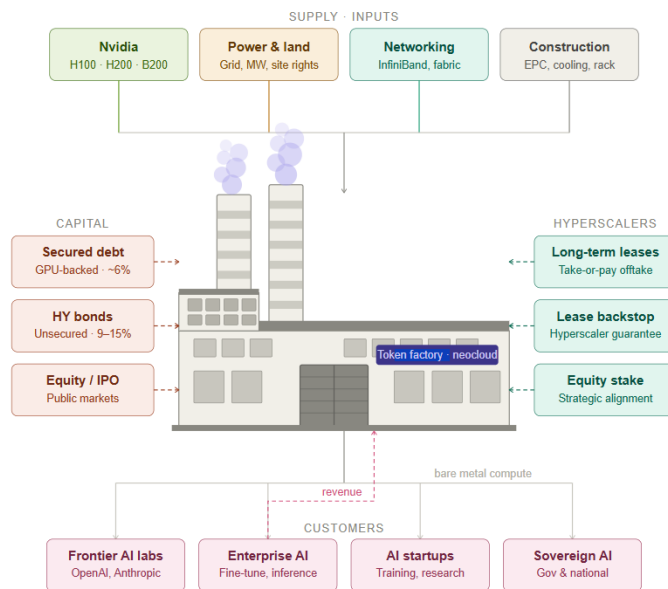 SUPPLY · INPUTS
Nvidia
H100 · H200 · B200
Power & land
Grid, MW, site rights
Networking
InfiniBand, fabric
Construction
EPC, cooling, rack
CAPITAL
HYPERSCALERS
Secured debt
GPU-backed · ~6%
Long-term leases
Take-or-pay offtake
HY bonds
Unsecured · 9–15%
Lease backstop
Hyperscaler guarantee
Token factory · neocloud
Equity / IPO
Public markets
Equity stake
Strategic alignment
bare metal compute
revenue
CUSTOMERS
Frontier AI labs
OpenAI, Anthropic
Enterprise AI
Fine-tune, inference
AI startups
Training, research
Sovereign AI
Gov & national